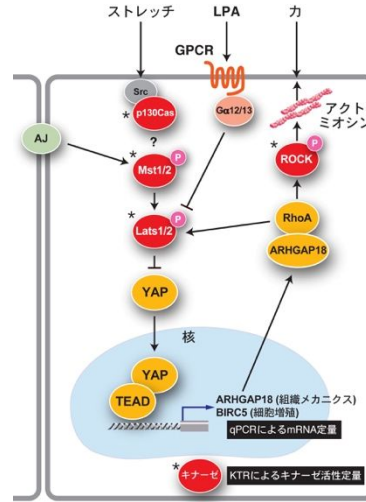 ストレッチ
LPA
力
GPCR
Src
p130Cas
*
Gα12/13
アクト
ミオシン
AJ
?
P
*
Mst1/2
P
*
ROCK
P
*
Lats1/2
RhoA
ARHGAP18
YAP
核
YAP
TEAD
ARHGAP18 (組織メカニクス)
BIRC5 (細胞増殖)
qPCRによるmRNA定量
*
キナーゼ
KTRによるキナーゼ活性定量